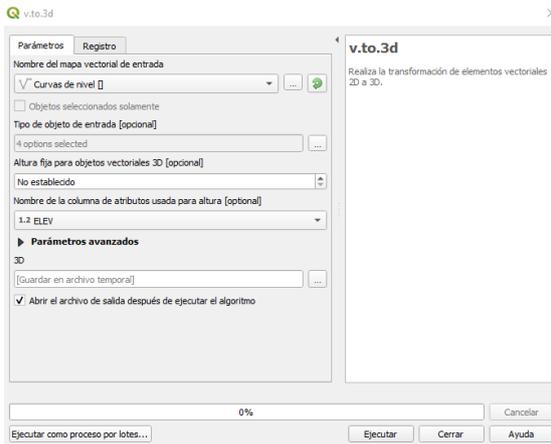 v.to.3d
Parámetros
Registro
Nombre del mapa vectorial de entrada
Curvas de nivel []
...
Objetos seleccionados solamente
Tipo de objeto de entrada [opcional]
4 options selected
...
Altura fija para objetos vectoriales 3D [opcional]
No establecido
Nombre de la columna de atributos usada para altura [optional]
1.2 ELEV
Parámetros avanzados
3D
[Guardar en archivo temporal]
...
Abrir el archivo de salida después de ejecutar el algoritmo
v.to.3d
Realiza la transformación de elementos vectoriales
2D a 3D.
0%
Cancelar
Ejecutar como proceso por lotes...
Ejecutar
Cerrar
Ayuda